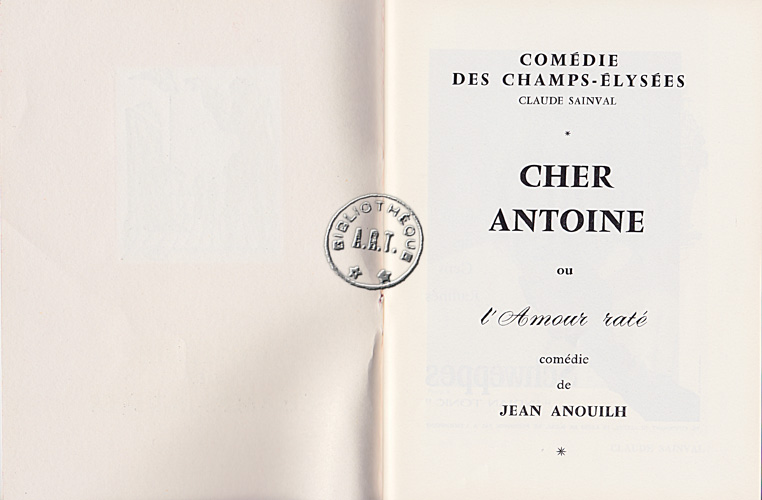 BIBLIOTHÈQUE
A.R.T.
COMÉDIE
DES CHAMPS-ÉLYSÉES
CLAUDE SAINVAL
*
CHER
ANTOINE
ou
l'Amour raté
comédie
de
JEAN ANOUILH
*